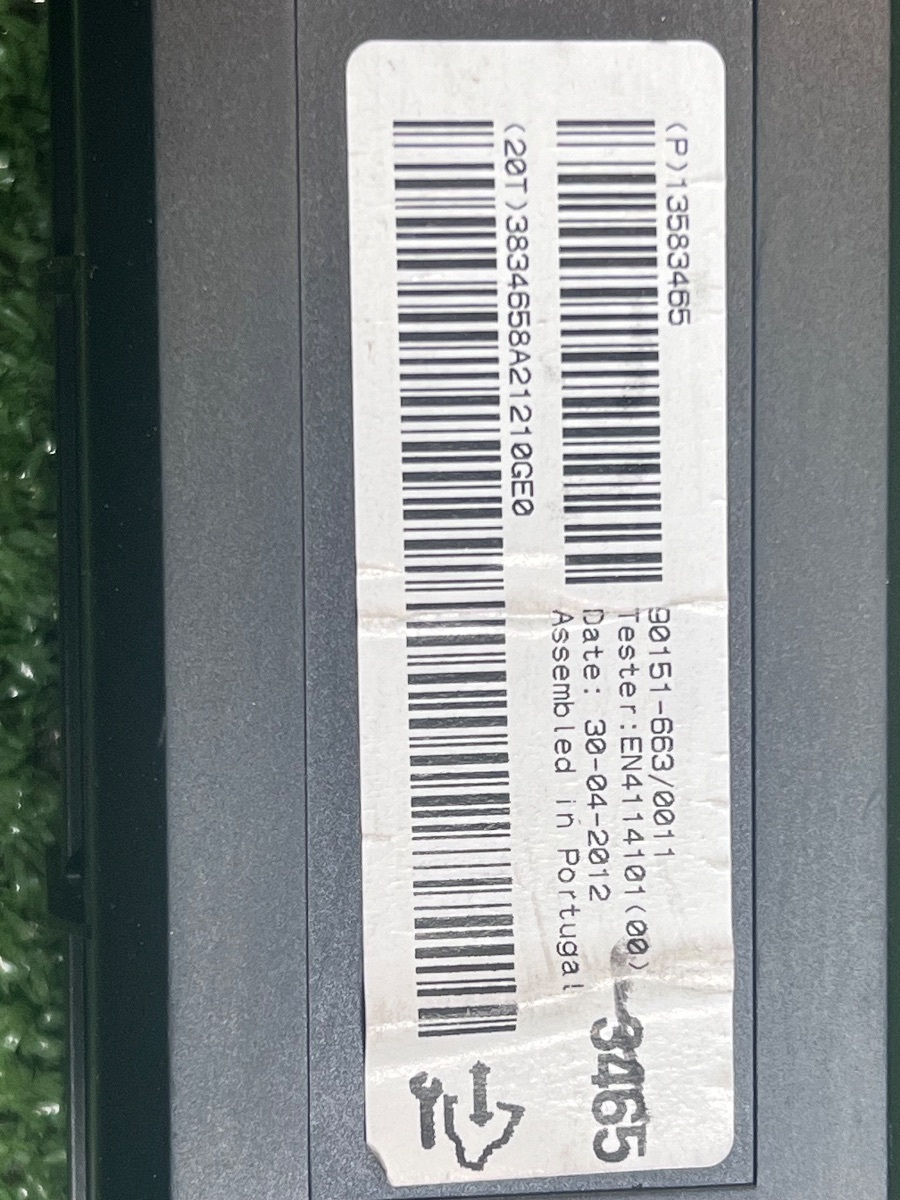 (P)13583465
90151-663/0011
Tester:EN4114101(00)
Date: 30-04-2012
Assembled in Portugal
3465
(20T)3834658A21210GE0